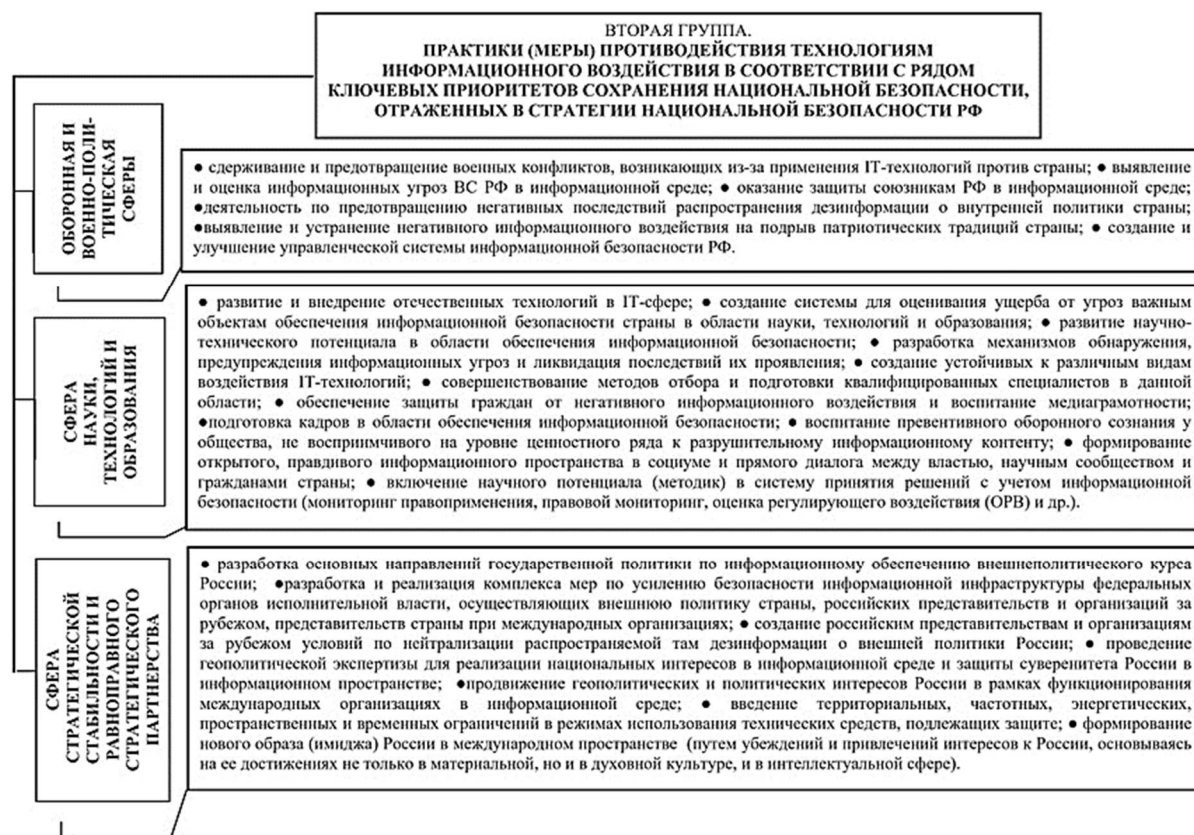 ВТОРАЯ ГРУППА.
ПРАКТИКИ (МЕРЫ) ПРОТИВОДЕЙСТВИЯ ТЕХНОЛОГИЯМ
ИНФОРМАЦИОННОГО ВОЗДЕЙСТВИЯ В СООТВЕТСТВИИ С РЯДОМ
КЛЮЧЕВЫХ ПРИОРИТЕТОВ СОХРАНЕНИЯ НАЦИОНАЛЬНОЙ БЕЗОПАСНОСТИ,
ОТРАЖЕННЫХ В СТРАТЕГИИ НАЦИОНАЛЬНОЙ БЕЗОПАСНОСТИ РФ
ОБОРОННАЯ И
ВОЕННО-ПОЛИ-
ТИЧЕСКАЯ
СФЕРЫ
● сдерживание и предотвращение военных конфликтов, возникающих из-за применения IT-технологий против страны; ● выявление
и оценка информационных угроз ВС РФ в информационной среде; ● оказание защиты союзникам РФ в информационной среде;
●деятельность по предотвращению негативных последствий распространения дезинформации о внутренней политики страны;
●выявление и устранение негативного информационного воздействия на подрыв патриотических традиций страны; ● создание и
улучшение управленческой системы информационной безопасности РФ.
СФЕРА
НАУКИ,
ТЕХНОЛОГИЙ И
ОБРАЗОВАНИЯ
● развитие и внедрение отечественных технологий в IT-сфере; ● создание системы для оценивания ущерба от угроз важным
объектам обеспечения информационной безопасности страны в области науки, технологий и образования; ● развитие научно-
технического потенциала в области обеспечения информационной безопасности; ● разработка механизмов обнаружения,
предупреждения информационных угроз и ликвидация последствий их проявления; ● создание устойчивых к различным видам
воздействия IT-технологий; ● совершенствование методов отбора и подготовки квалифицированных специалистов в данной
области; ● обеспечение защиты граждан от негативного информационного воздействия и воспитание медиаграмотности;
●подготовка кадров в области обеспечения информационной безопасности; ● воспитание превентивного оборонного сознания у
общества, не восприимчивого на уровне ценностного ряда к разрушительному информационному контенту; ● формирование
открытого, правдивого информационного пространства в социуме и прямого диалога между властью, научным сообществом и
гражданами страны; ● включение научного потенциала (методик) в систему принятия решений с учетом информационной
безопасности (мониторинг правоприменения, правовой мониторинг, оценка регулирующего воздействия (ОРВ) и др.).
СФЕРА
СТРАТЕГИЧЕСКОЙ
СТАБИЛЬНОСТИ И
РАВНОПРАВНОГО
СТРАТЕГИЧЕСКОГО
ПАРТНЕРСТВА
● разработка основных направлений государственной политики по информационному обеспечению внешнеполитического курса
России; ●разработка и реализация комплекса мер по усилению безопасности информационной инфраструктуры федеральных
органов исполнительной власти, осуществляющих внешнюю политику страны, российских представительств и организаций за
рубежом, представительств страны при международных организациях; ● создание российским представительствам и организациям
за рубежом условий по нейтрализации распространяемой там дезинформации о внешней политики России; ● проведение
геополитической экспертизы для реализации национальных интересов в информационной среде и защиты суверенитета России в
информационном пространстве; ●продвижение геополитических и политических интересов России в рамках функционирования
международных организациях в информационной среде; ● введение территориальных, частотных, энергетических,
пространственных и временных ограничений в режимах использования технических средств, подлежащих защите; ● формирование
нового образа (имиджа) России в международном пространстве (путем убеждений и привлечений интересов к России, основываясь
на ее достижениях не только в материальной, но и в духовной культуре, и в интеллектуальной сфере).